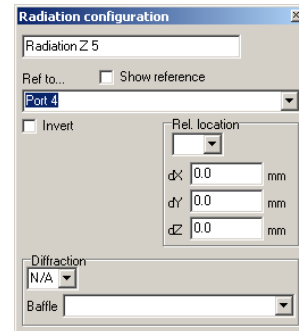 Radiation configuration
Radiation Z 5
Ref to... Show reference
Port 4
Invert
Rel. location
dX 0.0 mm
dY 0.0 mm
dZ 0.0 mm
Diffraction
N/A
Baffle